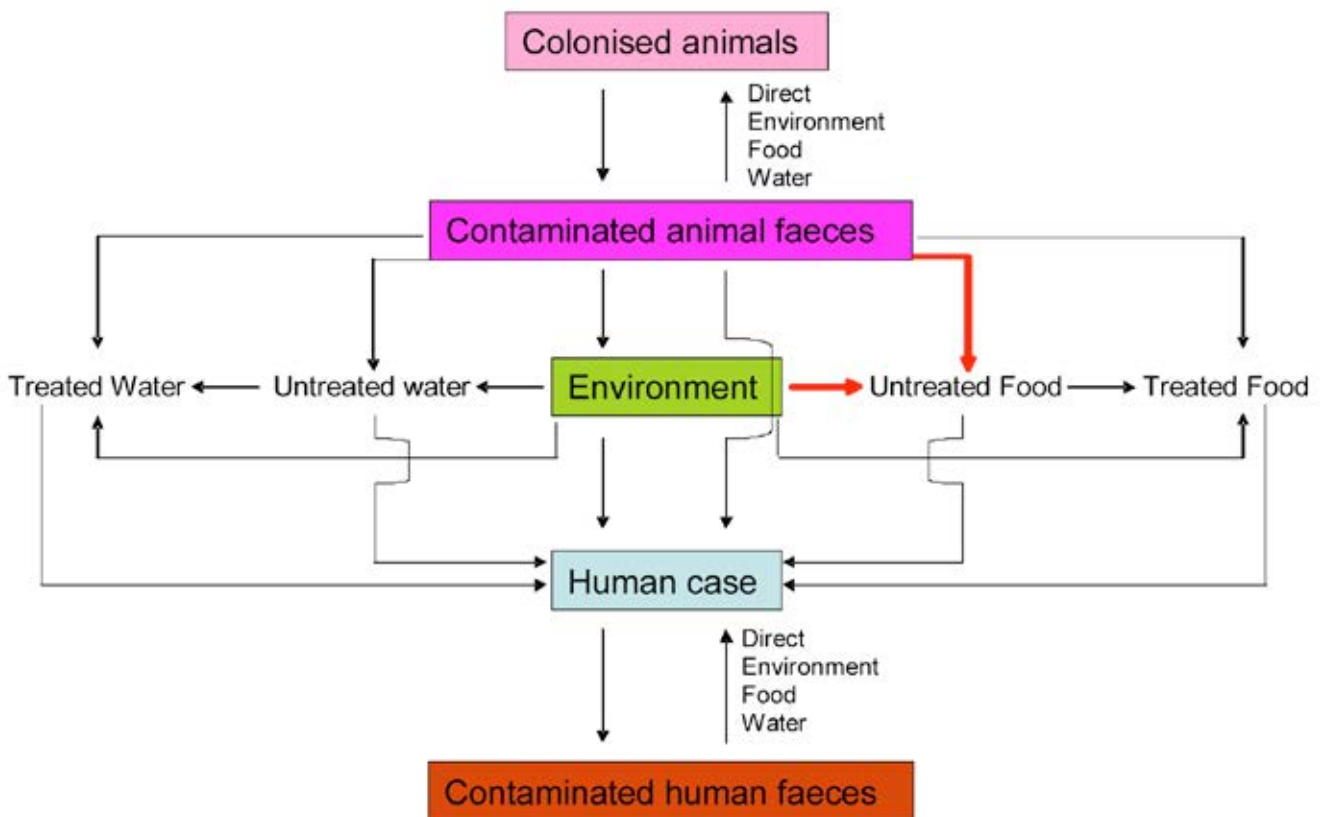 Colonised animals
Direct
Environment
Food
Water
Contaminated animal faeces
Treated Water
Untreated water
Environment
Untreated Food
Treated Food
Human case
Direct
Environment
Food
Water
Contaminated human faeces